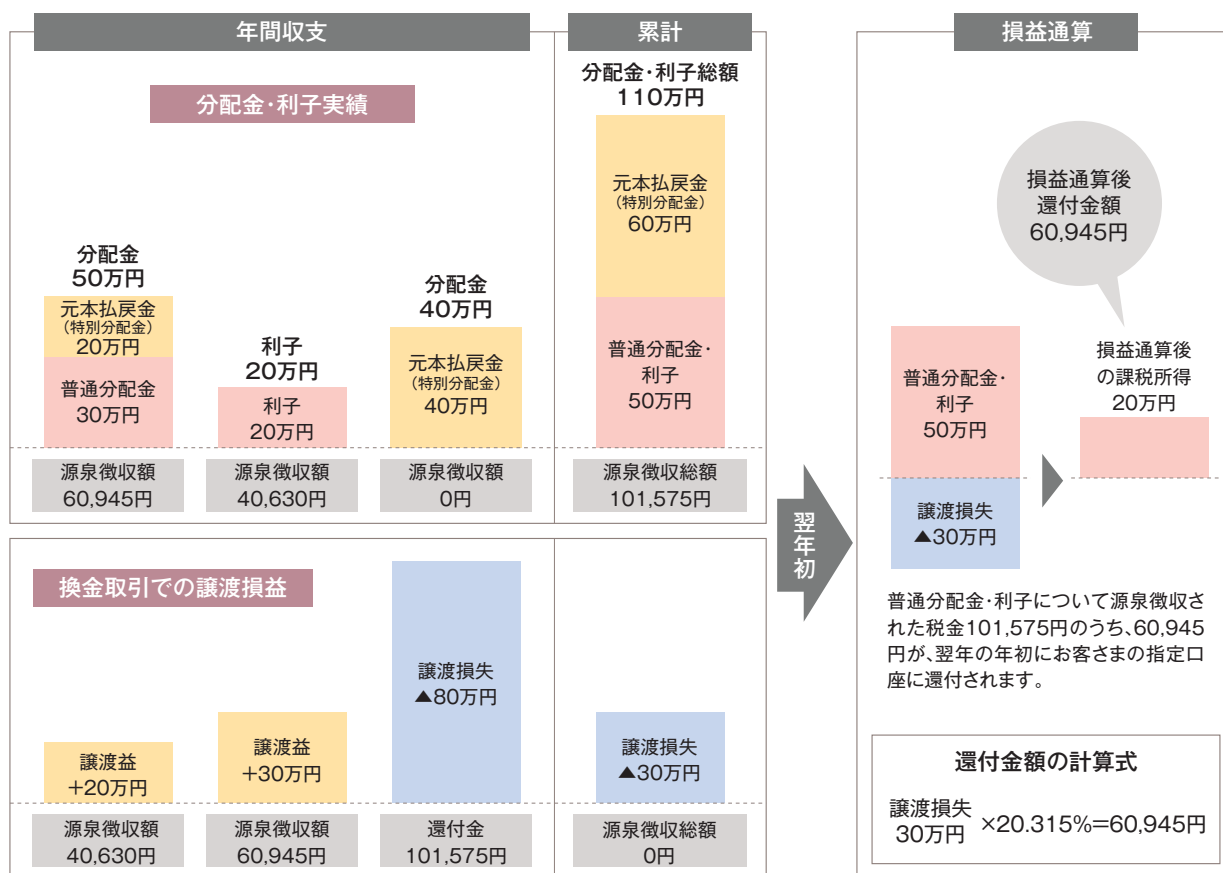 年間収支
累計
損益通算
分配金・利子実績
分配金
50万円
元本払戻金
(特別分配金)
20万円
普通分配金
30万円
源泉徴収額
60,945円
利子
20万円
利子
20万円
源泉徴収額
40,630円
分配金
40万円
元本払戻金
(特別分配金)
40万円
源泉徴収額
0円
分配金・利子総額
110万円
元本払戻金
(特別分配金)
60万円
普通分配金・
利子
50万円
源泉徴収総額
101,575円
換金取引での譲渡損益
譲渡益
+20万円
源泉徴収額
40,630円
譲渡益
+30万円
源泉徴収額
60,945円
譲渡損失
▲80万円
還付金
101,575円
譲渡損失
▲30万円
源泉徴収総額
0円
翌年初
損益通算後
還付金額
60,945円
普通分配金・
利子
50万円
譲渡損失
▲30万円
損益通算後
の課税所得
20万円
普通分配金・利子について源泉徴収さ
れた税金101,575円のうち、60,945
円が、翌年の年初にお客さまの指定口
座に還付されます。
還付金額の計算式
譲渡損失
30万円 ×20.315%=60,945円